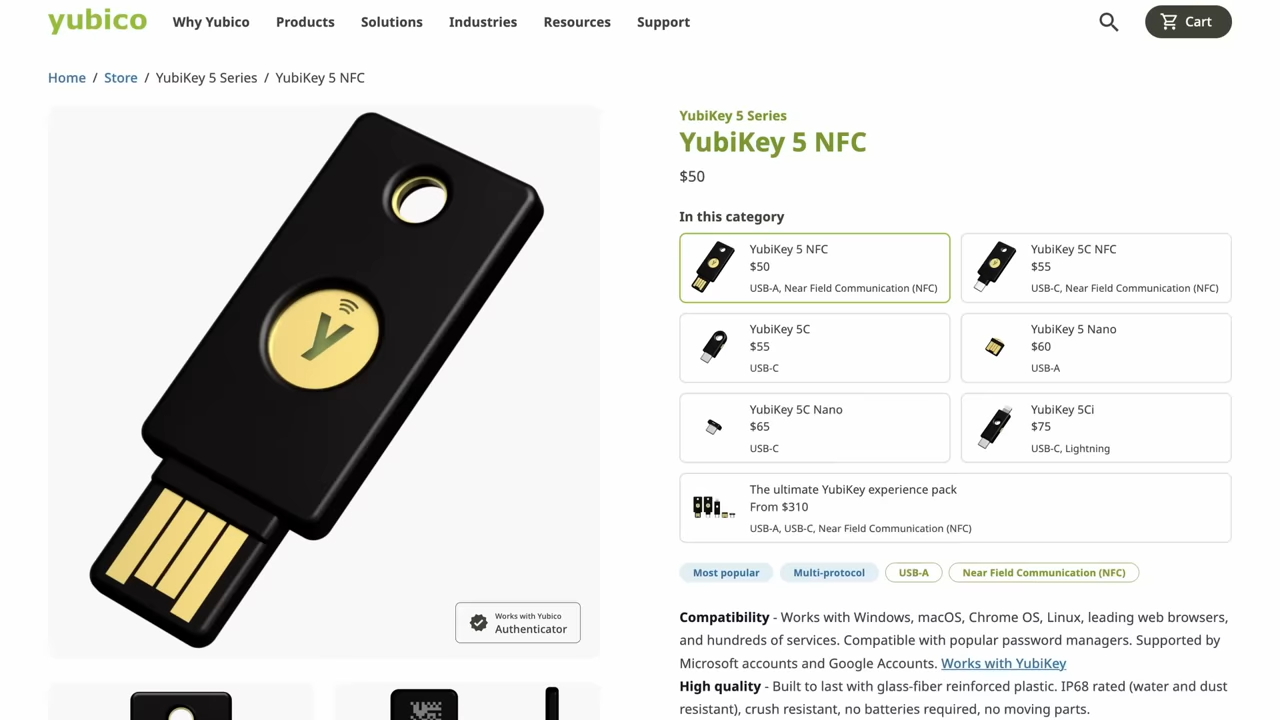 yubico
Why Yubico
Products
Solutions
Industries
Resources
Support
Cart
Home / Store / YubiKey 5 Series / YubiKey 5 NFC
y
Works with Yubico
Authenticator
YubiKey 5 Series
YubiKey 5 NFC
$50
In this category
YubiKey 5 NFC
$50
USB-A, Near Field Communication (NFC)
YubiKey 5C NFC
$55
USB-C, Near Field Communication (NFC)
YubiKey 5C
$55
USB-C
YubiKey 5 Nano
$60
USB-A
YubiKey 5C Nano
$65
USB-C
YubiKey 5Ci
$75
USB-C, Lightning
The ultimate YubiKey experience pack
From $310
USB-A, USB-C, Near Field Communication (NFC)
Most popular
Multi-protocol
USB-A
Near Field Communication (NFC)
Compatibility - Works with Windows, macOS, Chrome OS, Linux, leading web browsers,
and hundreds of services. Compatible with popular password managers. Supported by
Microsoft accounts and Google Accounts. Works with YubiKey
High quality - Built to last with glass-fiber reinforced plastic. IP68 rated (water and dust
resistant), crush resistant, no batteries required, no moving parts.